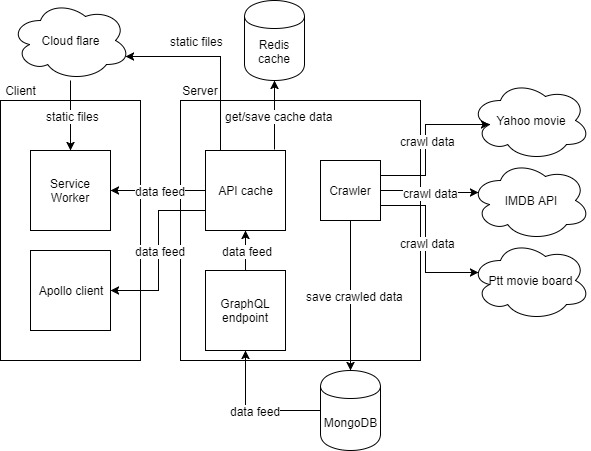 Cloud flare
static files
Redis
cache
Client
Server
static files
get/save cache data
Yahoo movie
crawl data
Service
Worker
data feed
API cache
Crawler
crawl data
IMDB API
data feed
data feed
crawl data
Apollo client
GraphQL
endpoint
save crawled data
Ptt movie board
data feed
MongoDB